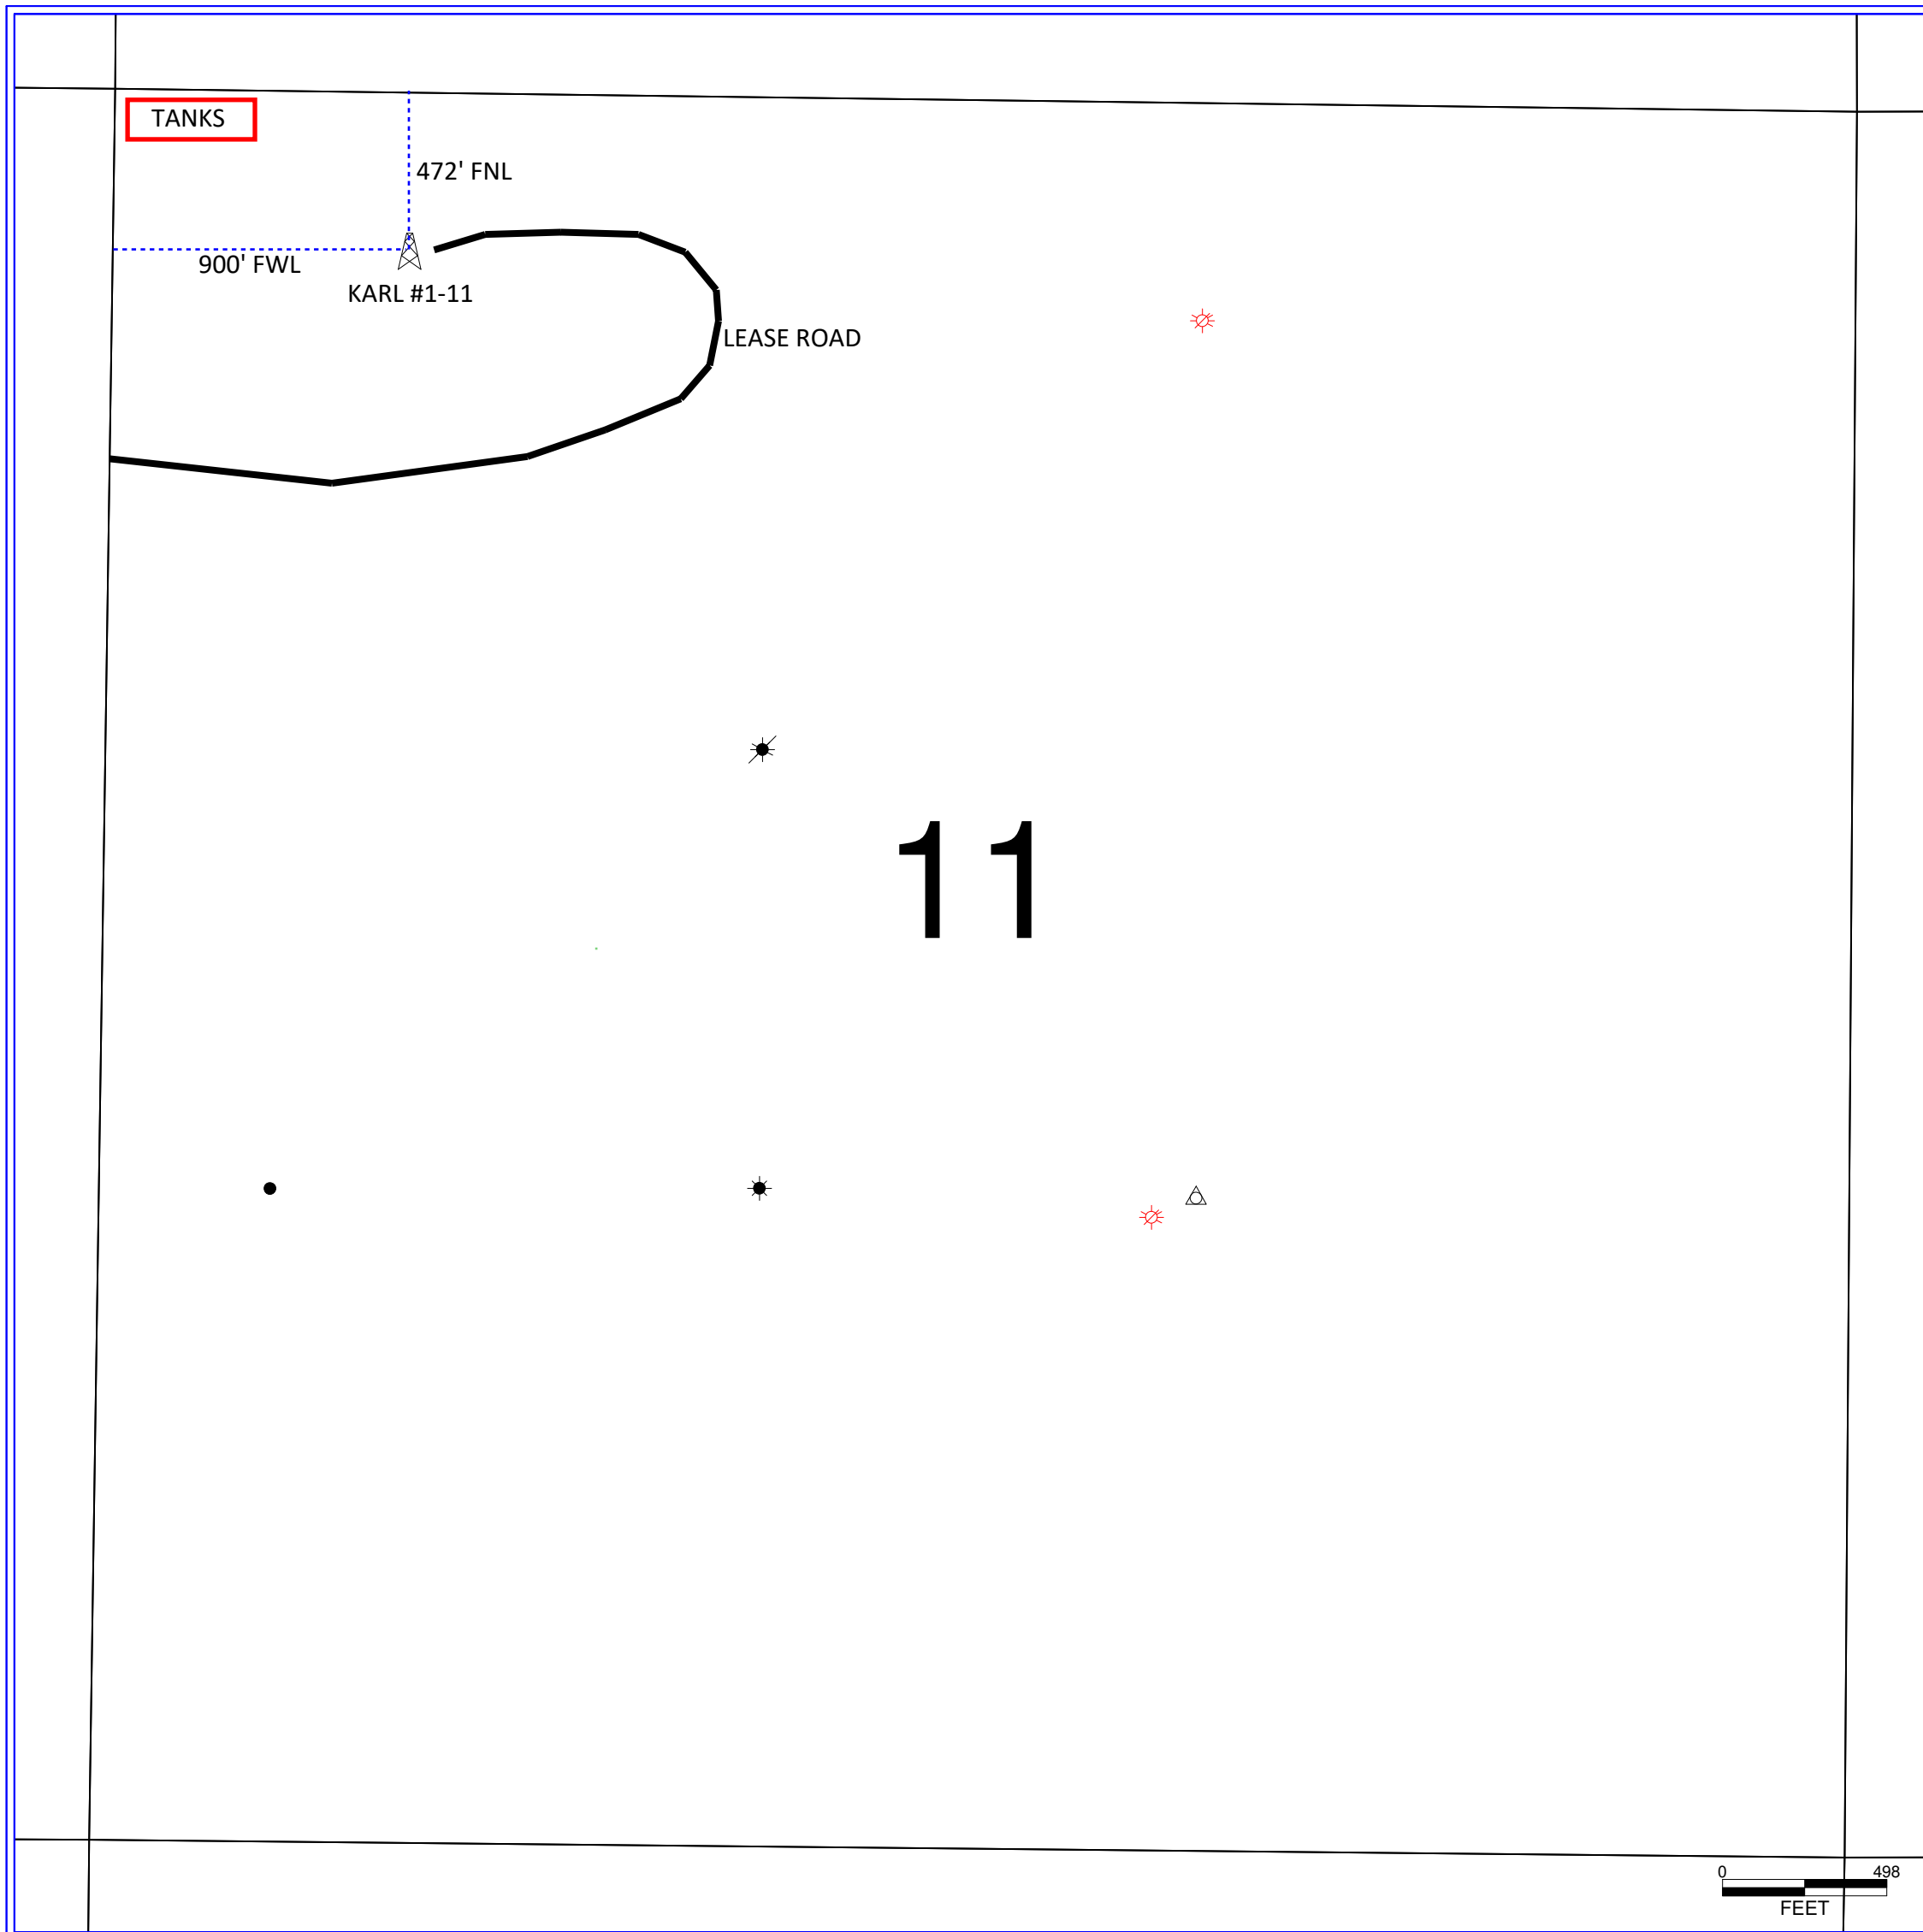 TANKS
472' FNL
900' FWL
KARL #1-11
LEASE ROAD
11
0 498
FEET